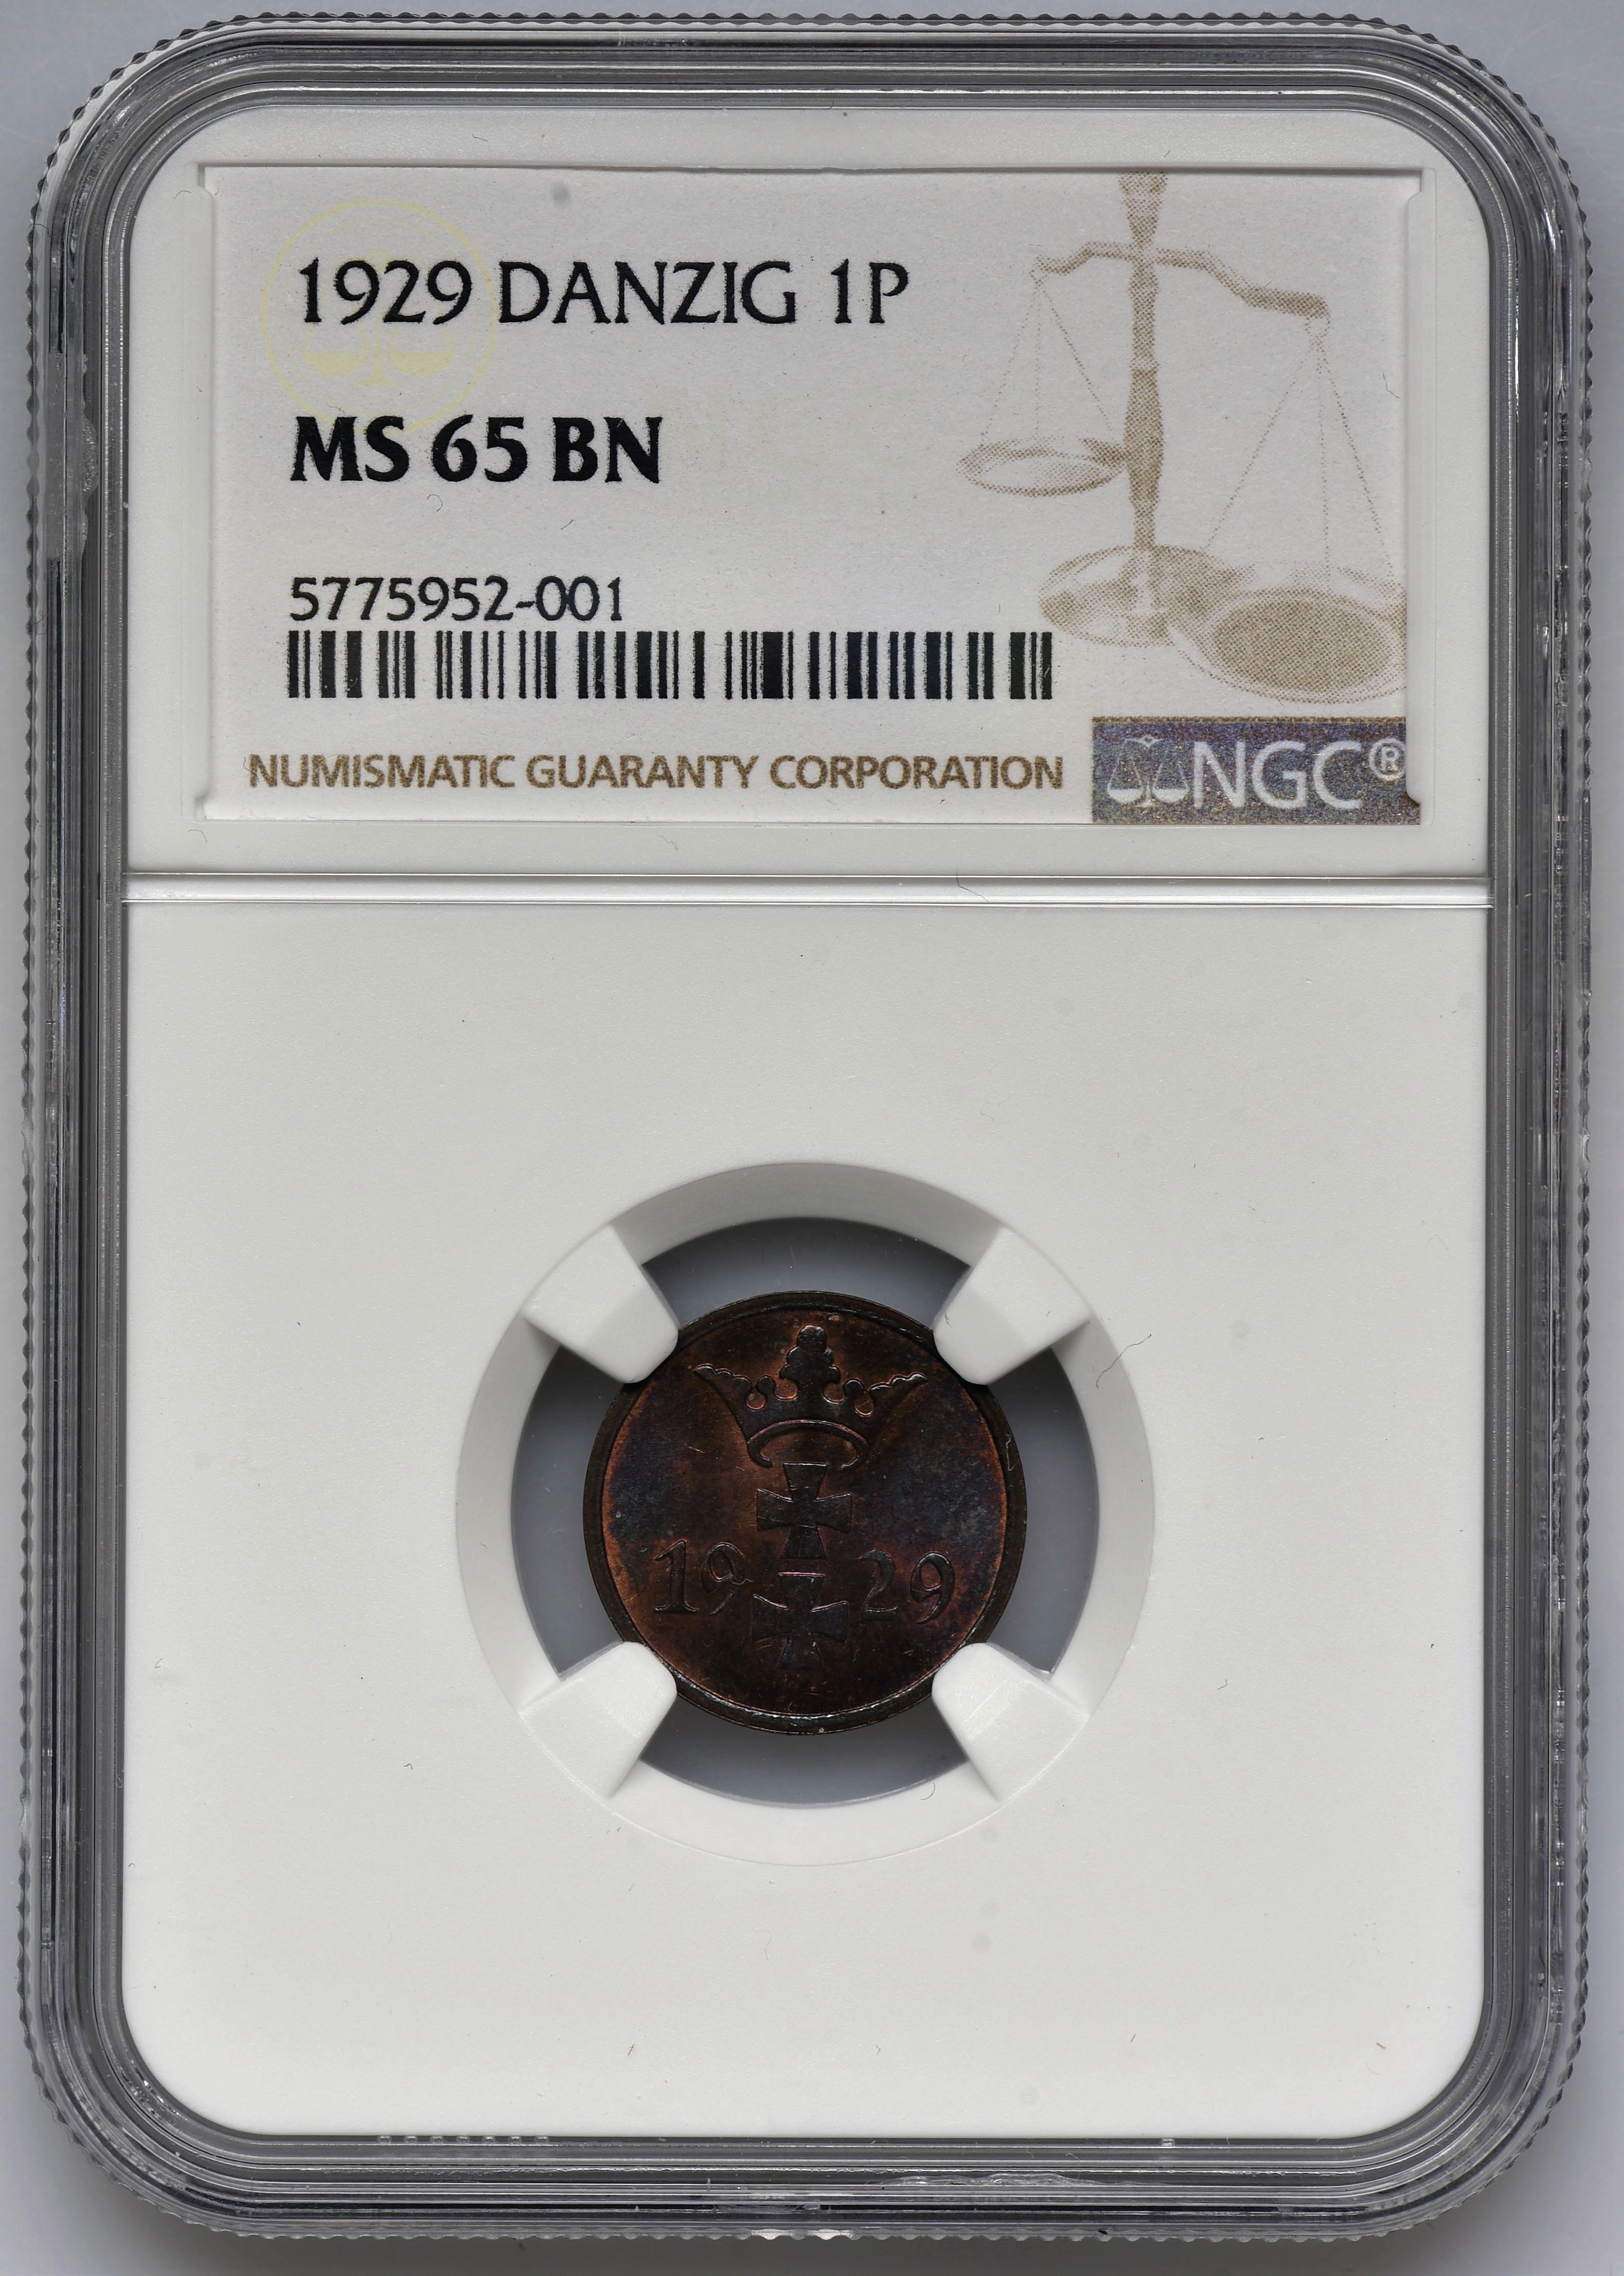 1929 DANZIG 1P
MS 65 BN
5775952-001
NUMISMATIC GUARANTY CORPORATION
NGC®
19 29